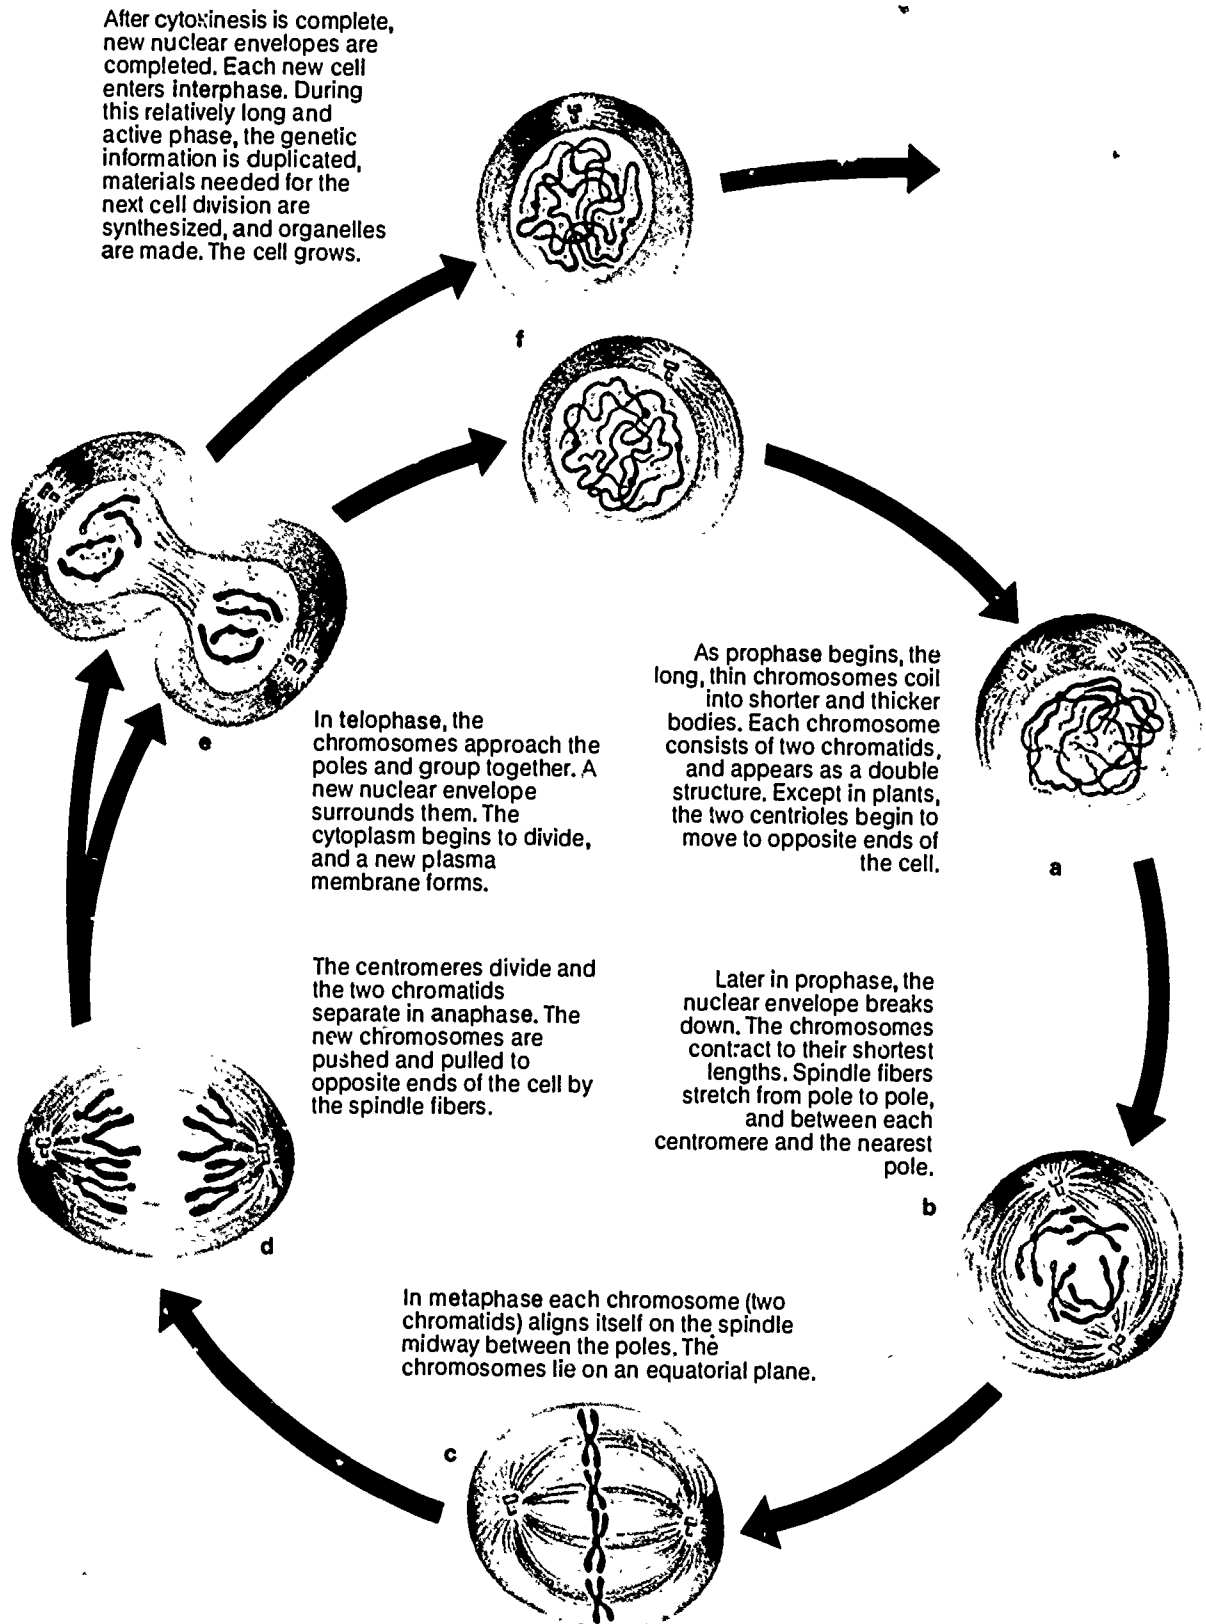 After cytokinesis is complete,
new nuclear envelopes are
completed. Each new cell
enters interphase. During
this relatively long and
active phase, the genetic
information is duplicated,
materials needed for the
next cell division are
synthesized, and organelles
are made. The cell grows.
f
e
As prophase begins, the
long, thin chromosomes coil
into shorter and thicker
bodies. Each chromosome
consists of two chromatids,
and appears as a double
structure. Except in plants,
the two centrioles begin to
move to opposite ends of
the cell.
a
In telophase, the
chromosomes approach the
poles and group together. A
new nuclear envelope
surrounds them. The
cytoplasm begins to divide,
and a new plasma
membrane forms.
The centromeres divide and
the two chromatids
separate in anaphase. The
new chromosomes are
pushed and pulled to
opposite ends of the cell by
the spindle fibers.
d
Later in prophase, the
nuclear envelope breaks
down. The chromosomes
contract to their shortest
lengths. Spindle fibers
stretch from pole to pole,
and between each
centromere and the nearest
pole.
b
In metaphase each chromosome (two
chromatids) aligns itself on the spindle
midway between the poles. The
chromosomes lie on an equatorial plane.
c